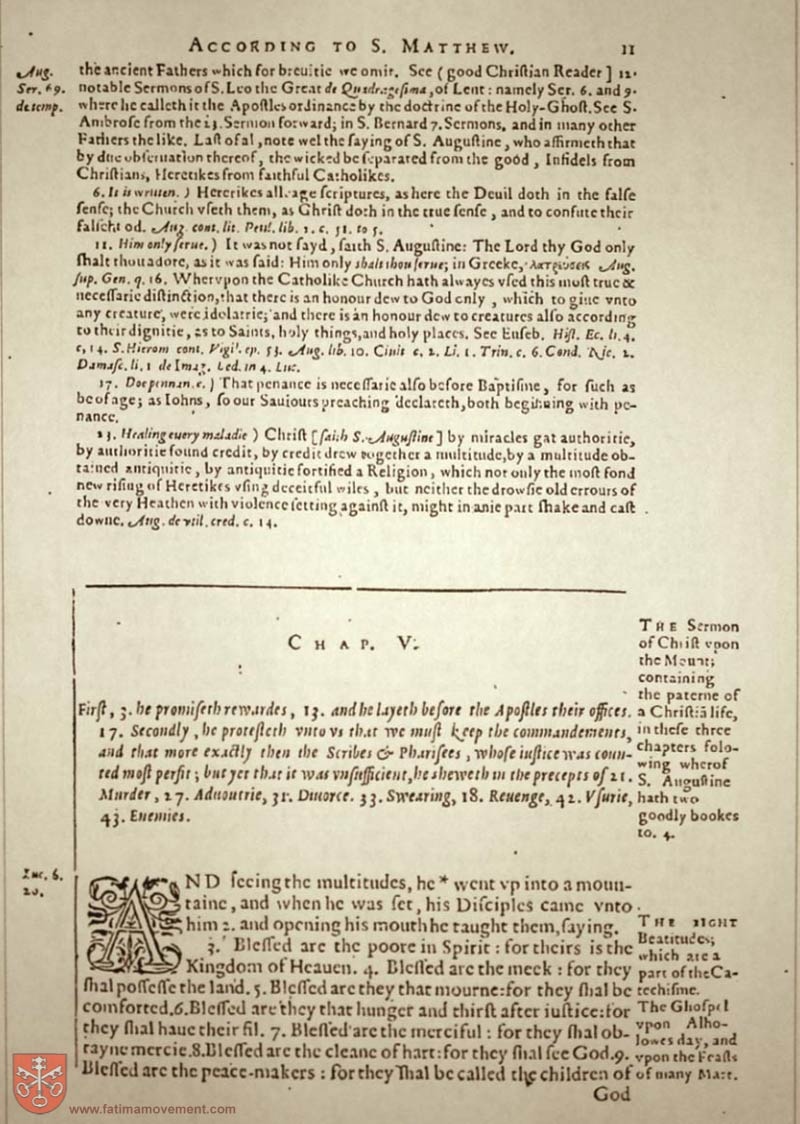 ACCORDING TO S. MATTHEW. 11
Aug.
Ser. 69.
de temp.
the ancient Fathers which for breuitie we omit. See (good Chriſtian Reader] 12.
notable Sermons of S. Leo the Great de Quadrageſima, of Lent: namely Ser. 6. and 9.
where he calleth it the Apoſtles ordinance by the doctrine of the Holy-Ghoſt. See S.
Ambroſe from the 23. Sermon forward; in S. Bernard 7. Sermons, and in many other
Fathers the like. Laſt of al, note wel the ſaying of S. Auguſtine, who affirmeth that
by due obſeruation thereof, the wicked be ſeparated from the good, Infidels from
Chriſtians, Heretikes from faithful Catholikes.
6. It is written.) Heretikes alleage ſcriptures, as here the Deuil doth in the falſe
ſenſe; the Church vſeth them, as Chriſt doth in the true ſenſe, and to confute their
falſehood. Aug. cont. lit. Petil. lib. 2. c. 51. to 5.
11. Him only ſerue.) It was not ſayd, ſaith S. Auguſtine: The Lord thy God only
ſhalt thou adore, as it was ſaid: Him only shalt thou ſerue; in Greeke, λατρεύσεις Aug.
ſup. Gen. q. 16. Whervpon the Catholike Church hath alwayes vſed this moſt true &
neceſſarie diſtinction, that there is an honour dew to God only, which to giue vnto
any creature, were idolatrie; and there is an honour dew to creatures alſo according
to their dignitie, as to Saints, holy things, and holy places. See Euſeb. Hiſt. Ec. li. 4.
c. 14. S. Hierom cont. Vigil. ep. 53. Aug. lib. 10. Ciuit c. 1. Li. 1. Trin. c. 6. Cond. Nic. 2.
Damaſc. li. 1 de Imag. Led. in 4. Luc.
17. Doe pennance.) That penance is neceſſarie alſo before Baptiſme, for ſuch as
be of age; as Iohns, ſo our Sauiours preaching declareth, both beginning with pe-
nance.
23. Healing euery maladie) Chriſt [ſaith S. Auguſtine] by miracles gat authoritie,
by authoritie found credit, by credit drew together a multitude, by a multitude ob-
tained antiquitie, by antiquitie fortified a Religion, which not only the moſt fond
new riſing of Heretikes vſing deceitful wiles, but neither the drowſie old errours of
the very Heathen with violence ſetting againſt it, might in anie part ſhake and caſt
downe. Aug. de vtil. cred. c. 14.
CHAP. V.
Firſt, 3. he promiſeth rewardes, 13. and he layeth before the Apoſtles their offices.
17. Secondly, he proteſteth vnto vs that we muſt keep the commandements,
and that more exactly then the Scribes & Phariſees, whoſe iuſtice was coun-
ted moſt perfit; but yet that it was vnſufficient, he sheweth in the precepts of 21.
Murder, 27. Aduoutrie, 31. Diuorce. 33. Swearing, 38. Reuenge, 42. Vſurie,
43. Enemies.
THE Sermon
of Chriſt vpon
the Mount;
containing
the paterne of
a Chriſtiã life,
in theſe three
chapters folo-
wing wherof
S. Auguſtine
hath two
goodly bookes
to. 4.
Luc. 6.
20.
AND ſeeing the multitudes, he * went vp into a moun-
taine, and when he was ſet, his Diſciples came vnto
him 2. and opening his mouth he taught them, ſaying.
3. Bleſſed are the poore in Spirit: for theirs is the
Kingdom of Heauen. 4. Bleſſed are the meek: for they
ſhal poſſeſſe the land. 5. Bleſſed are they that mourne: for they ſhal be
comforted. 6. Bleſſed are they that hunger and thirſt after iuſtice: for
they ſhal haue their fil. 7. Bleſſed are the merciful: for they ſhal ob-
tayne mercie. 8. Bleſſed are the cleane of hart: for they ſhal ſee God. 9.
Bleſſed are the peace-makers: for they ſhal be called the children of
God
THE EIGHT
Beatitudes;
which are a
part of the Ca-
techiſme.
The Ghoſpel
vpon Alho-
lowes day, and
vpon the Feaſts
of many Mart.
www.fatimamovement.com